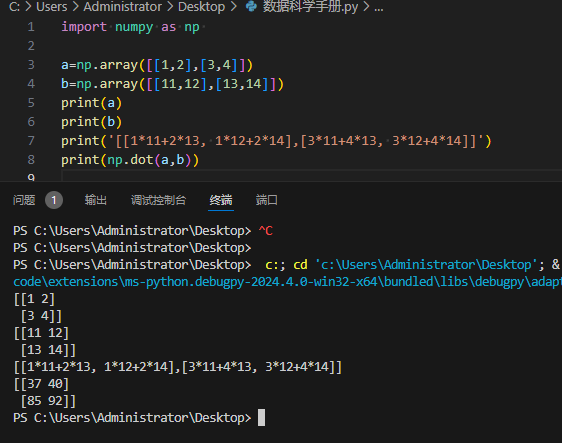 C: > Users > Administrator > Desktop > 数据科学手册.py > ...
1 import numpy as np
2
3 a=np.array([[1,2],[3,4]])
4 b=np.array([[11,12],[13,14]])
5 print(a)
6 print(b)
7 print('[[1*11+2*13, 1*12+2*14],[3*11+4*13, 3*12+4*14]]')
8 print(np.dot(a,b))
9
问题 1 输出 调试控制台 终端 端口
PS C:\Users\Administrator\Desktop> ^C
PS C:\Users\Administrator\Desktop>
PS C:\Users\Administrator\Desktop> c:; cd 'c:\Users\Administrator\Desktop'; &
code\extensions\ms-python.debugpy-2024.4.0-win32-x64\bundled\libs\debugpy\adap
[[1 2]
 [3 4]]
[[11 12]
 [13 14]]
[[1*11+2*13, 1*12+2*14],[3*11+4*13, 3*12+4*14]]
[[37 40]
 [85 92]]
PS C:\Users\Administrator\Desktop>